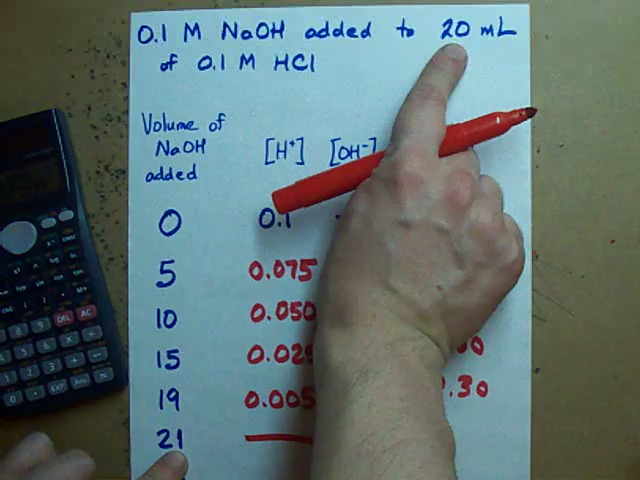 0.1 M NaOH added to 20 mL
of 0.1 M HCl
Volume of
NaOH
added
[H⁺] [OH⁻]
0 0.1
5 0.075
10 0.050
15 0.025
19 0.005 .30
21 —